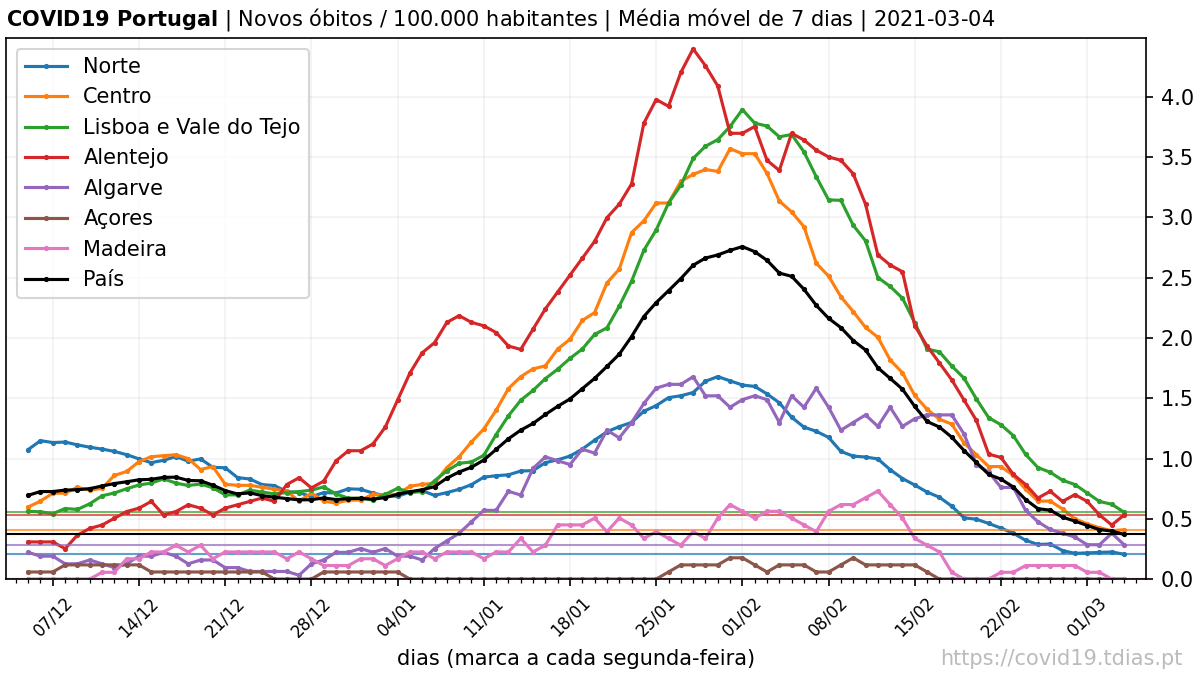 COVID19 Portugal | Novos óbitos / 100.000 habitantes | Média móvel de 7 dias | 2021-03-04
Norte
Centro
Lisboa e Vale do Tejo
Alentejo
Algarve
Açores
Madeira
País
4.0
3.5
3.0
2.5
2.0
1.5
1.0
0.5
0.0
07/12
14/12
21/12
28/12
04/01
11/01
18/01
25/01
01/02
08/02
15/02
22/02
01/03
dias (marca a cada segunda-feira)
https://covid19.tdias.pt